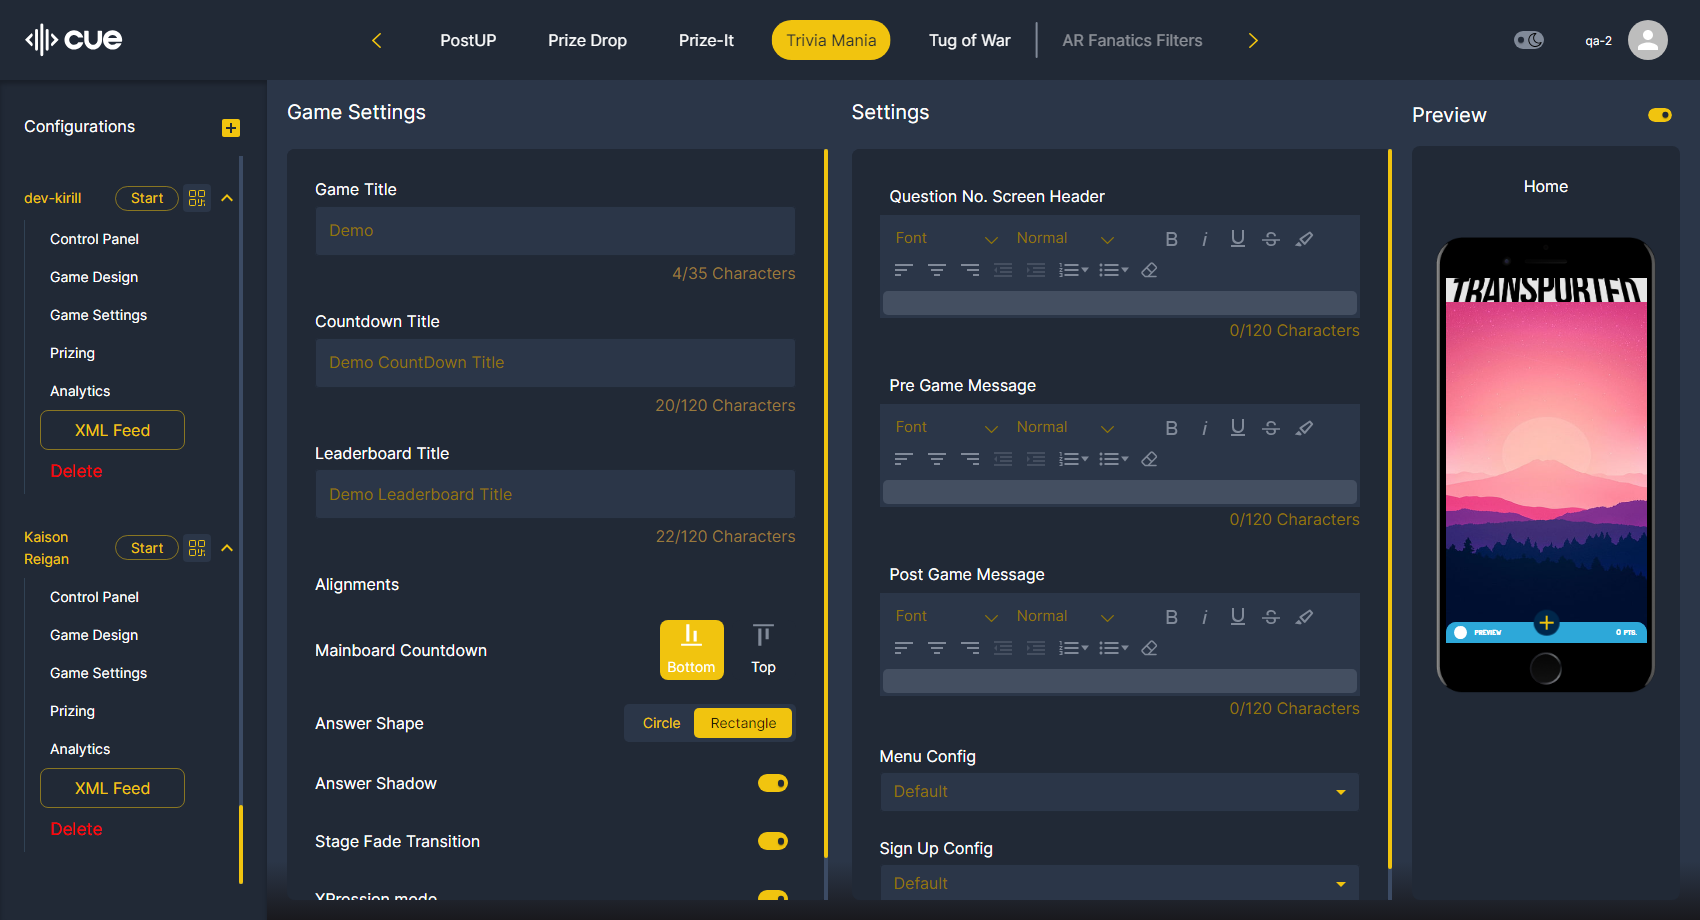 cue
PostUP
Prize Drop
Prize-It
Trivia Mania
Tug of War
AR Fanatics Filters
qa-2
Configurations
dev-kirill
Start
Control Panel
Game Design
Game Settings
Prizing
Analytics
XML Feed
Delete
Kaison
Reigan
Start
Control Panel
Game Design
Game Settings
Prizing
Analytics
XML Feed
Delete
Game Settings
Game Title
Demo
4/35 Characters
Countdown Title
Demo CountDown Title
20/120 Characters
Leaderboard Title
Demo Leaderboard Title
22/120 Characters
Alignments
Mainboard Countdown
Bottom
Top
Answer Shape
Circle
Rectangle
Answer Shadow
Stage Fade Transition
XPression mode
Settings
Question No. Screen Header
Font
Normal
B
i
U
S
0/120 Characters
Pre Game Message
Font
Normal
B
i
U
S
0/120 Characters
Post Game Message
Font
Normal
B
i
U
S
0/120 Characters
Menu Config
Default
Sign Up Config
Default
Preview
Home
TRANSPORTED
PREVIEW
0 PTS.